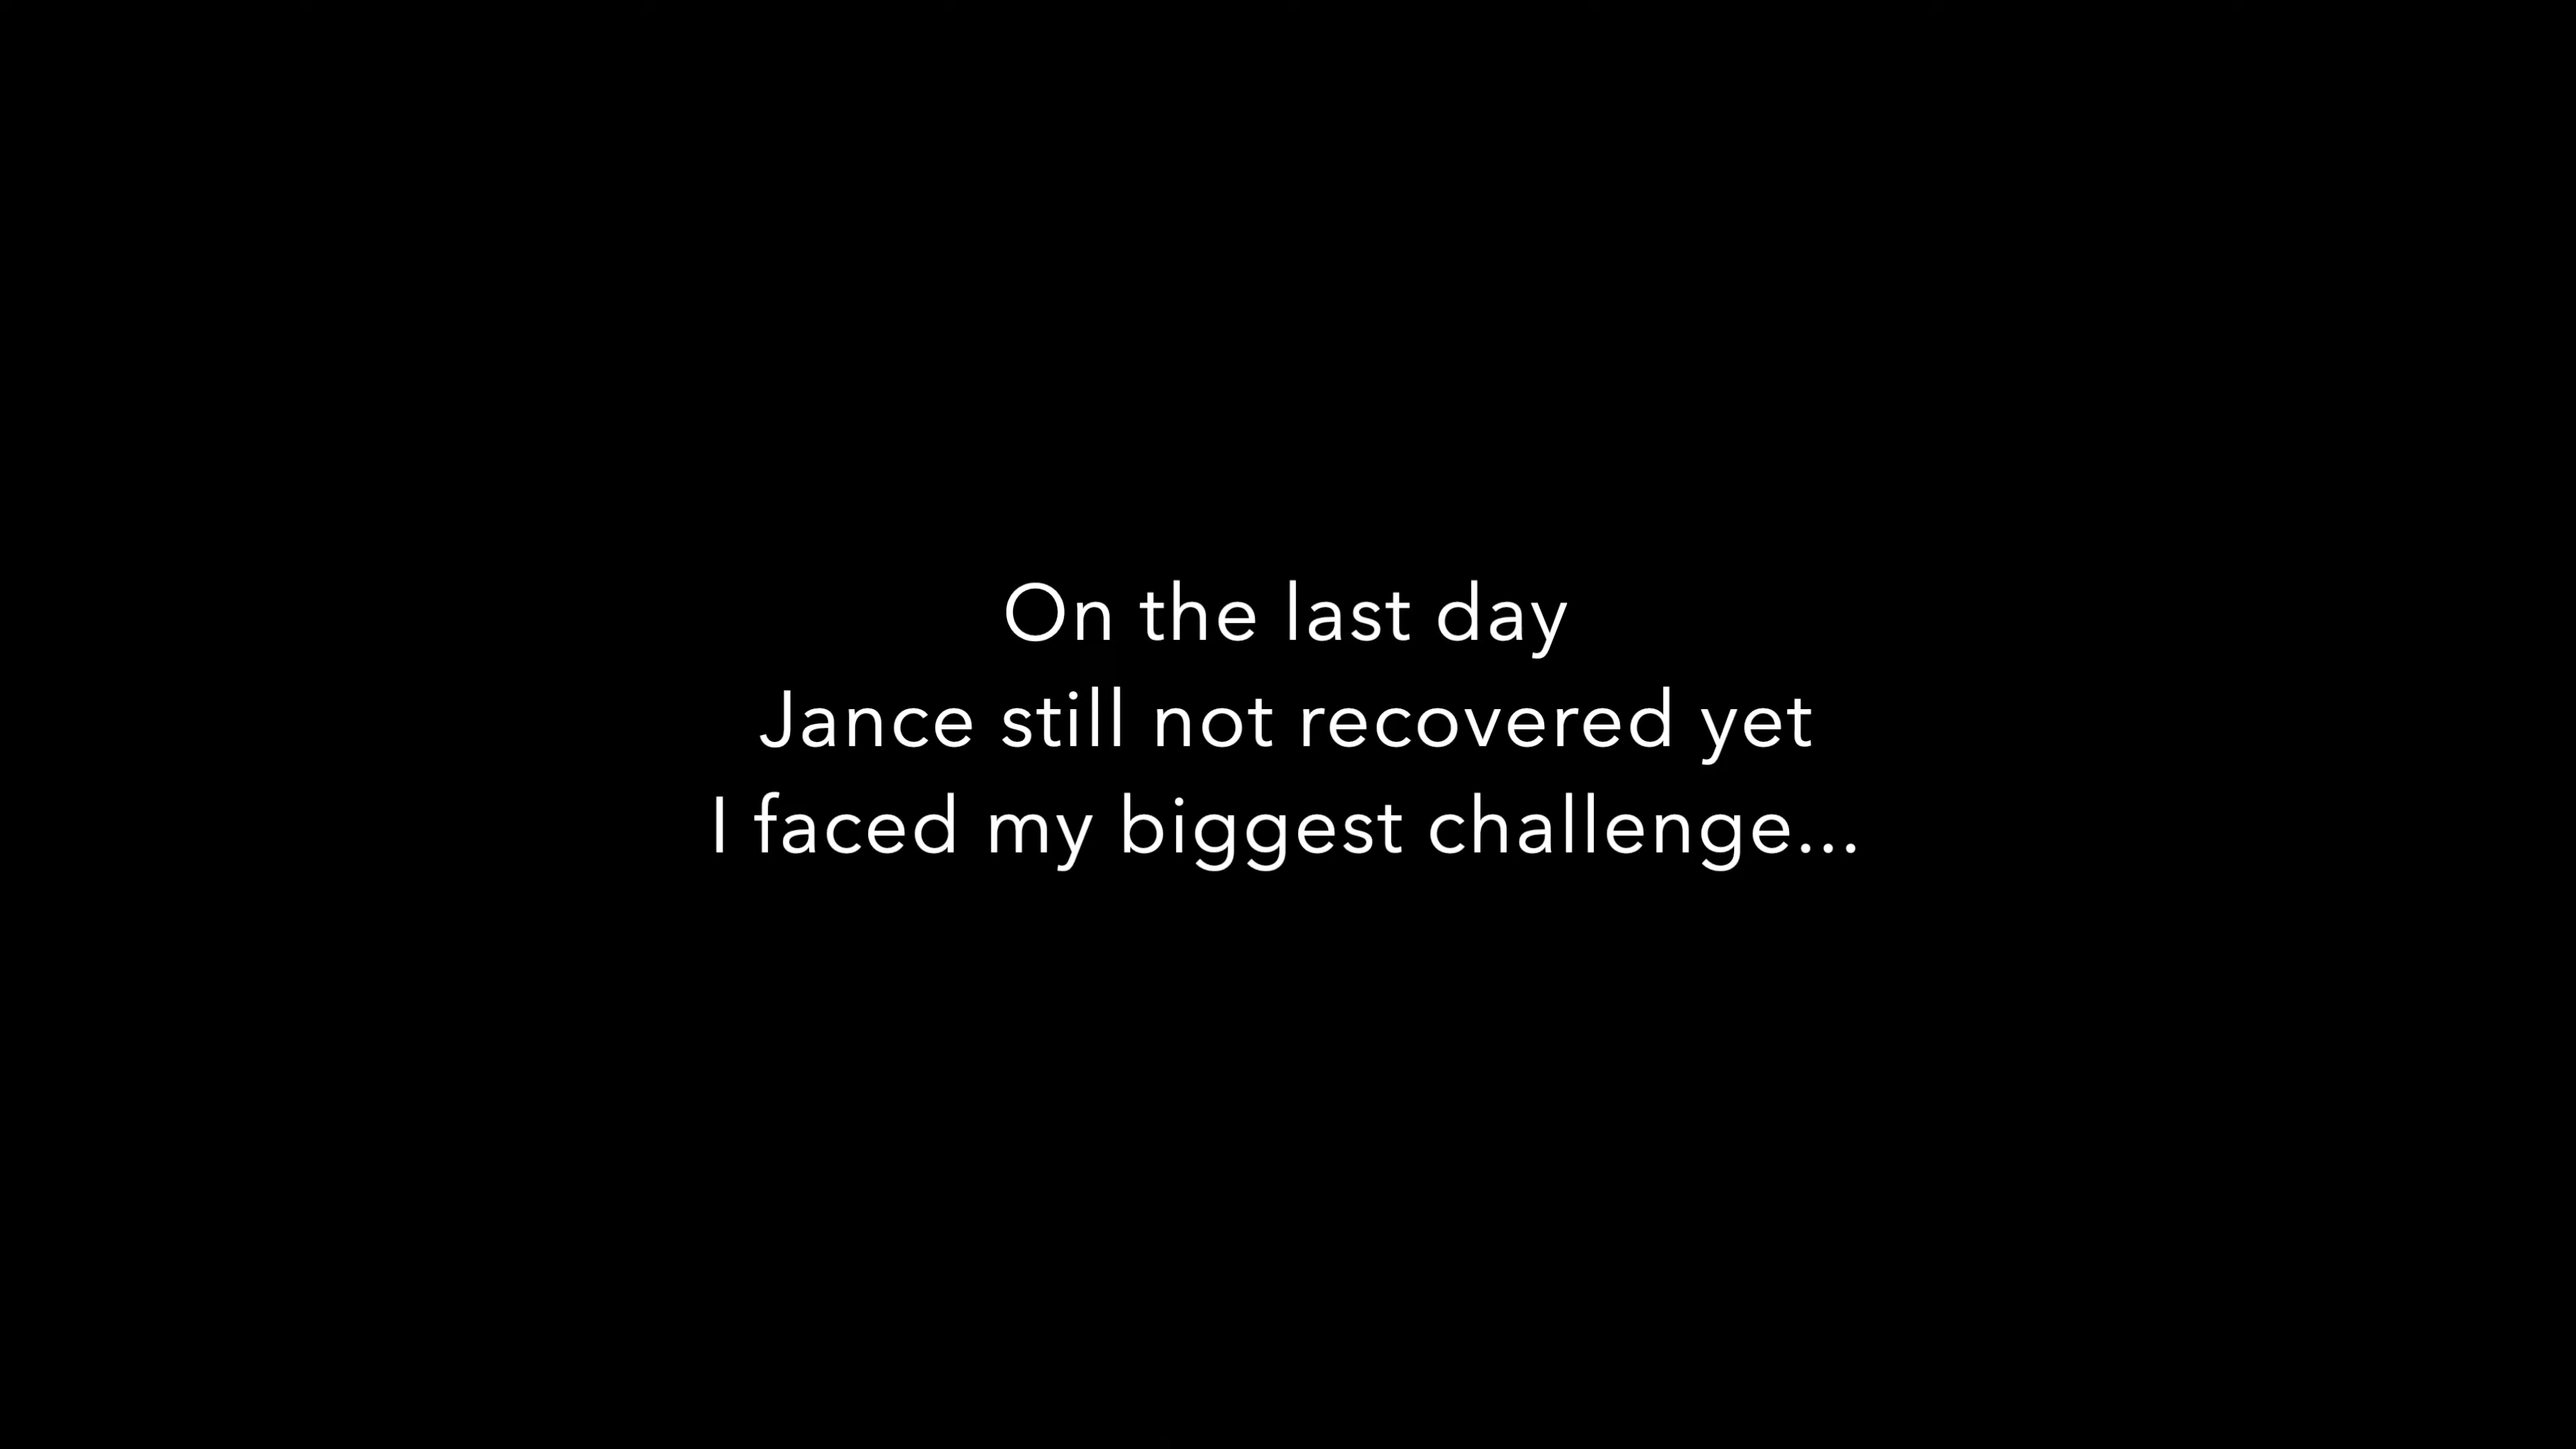 On the last day
Jance still not recovered yet
I faced my biggest challenge...